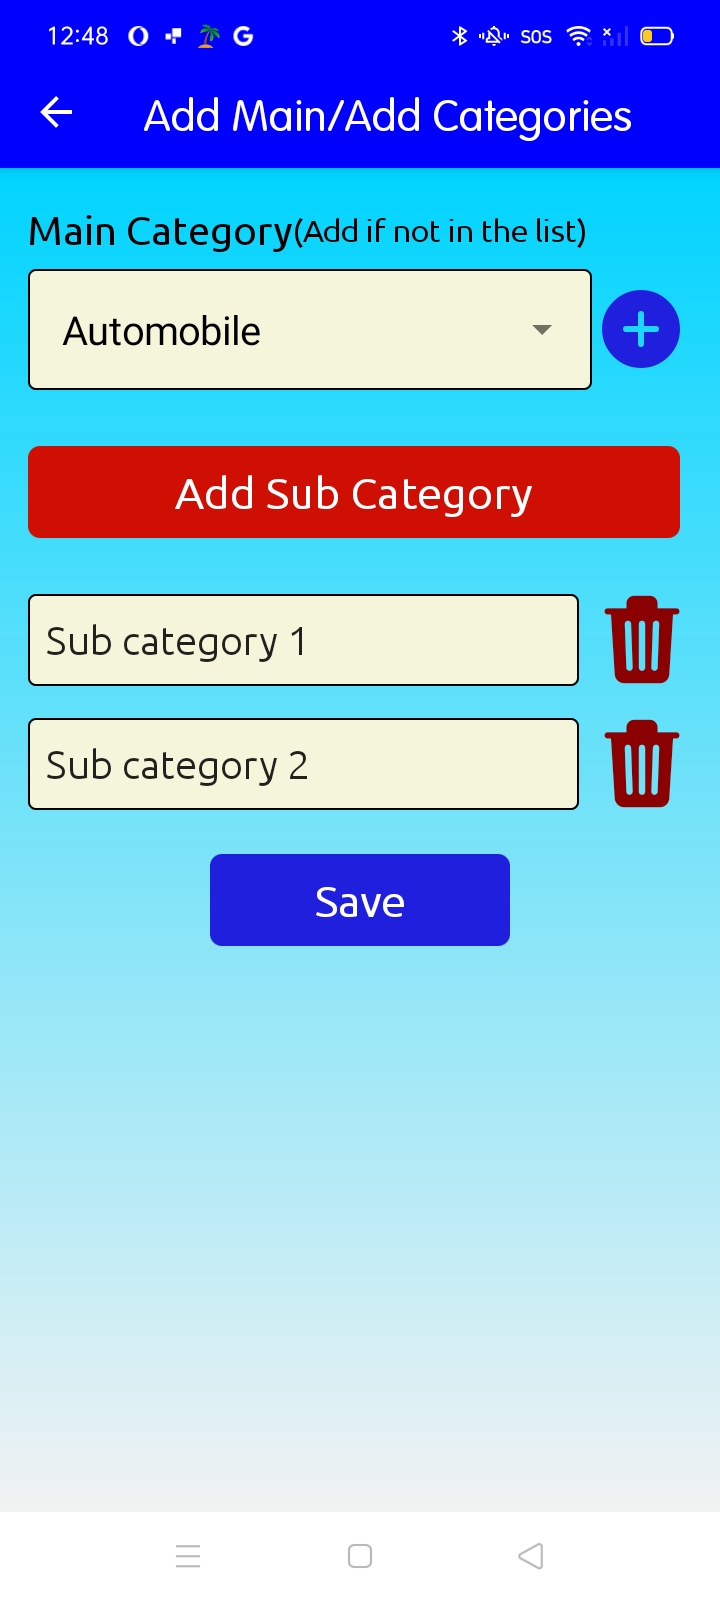 12:48
SOS
Add Main/Add Categories
Main Category(Add if not in the list)
Automobile
Add Sub Category
Sub category 1
Sub category 2
Save